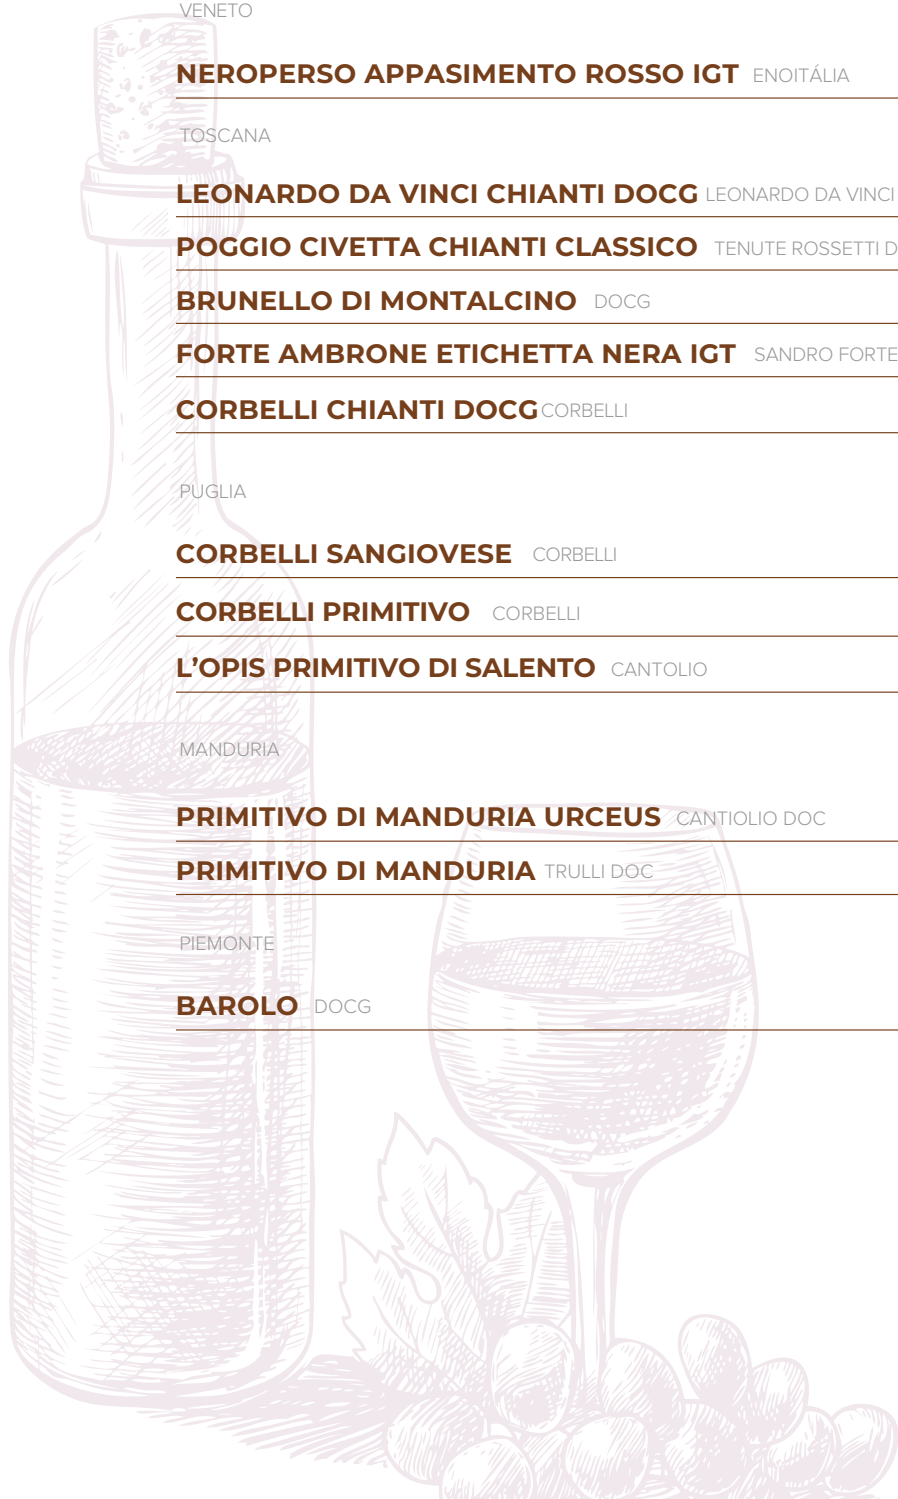 VENETO
NEROPERSO APPASIMENTO ROSSO IGT ENOITÁLIA
TOSCANA
LEONARDO DA VINCI CHIANTI DOCG LEONARDO DA VINCI
POGGIO CIVETTA CHIANTI CLASSICO TENUTE ROSSETTI D
BRUNELLO DI MONTALCINO DOCG
FORTE AMBRONE ETICHETTA NERA IGT SANDRO FORTE
CORBELLI CHIANTI DOCG CORBELLI
PUGLIA
CORBELLI SANGIOVESE CORBELLI
CORBELLI PRIMITIVO CORBELLI
L’OPIS PRIMITIVO DI SALENTO CANTOLIO
MANDURIA
PRIMITIVO DI MANDURIA URCEUS CANTIOLIO DOC
PRIMITIVO DI MANDURIA TRULLI DOC
PIEMONTE
BAROLO DOCG